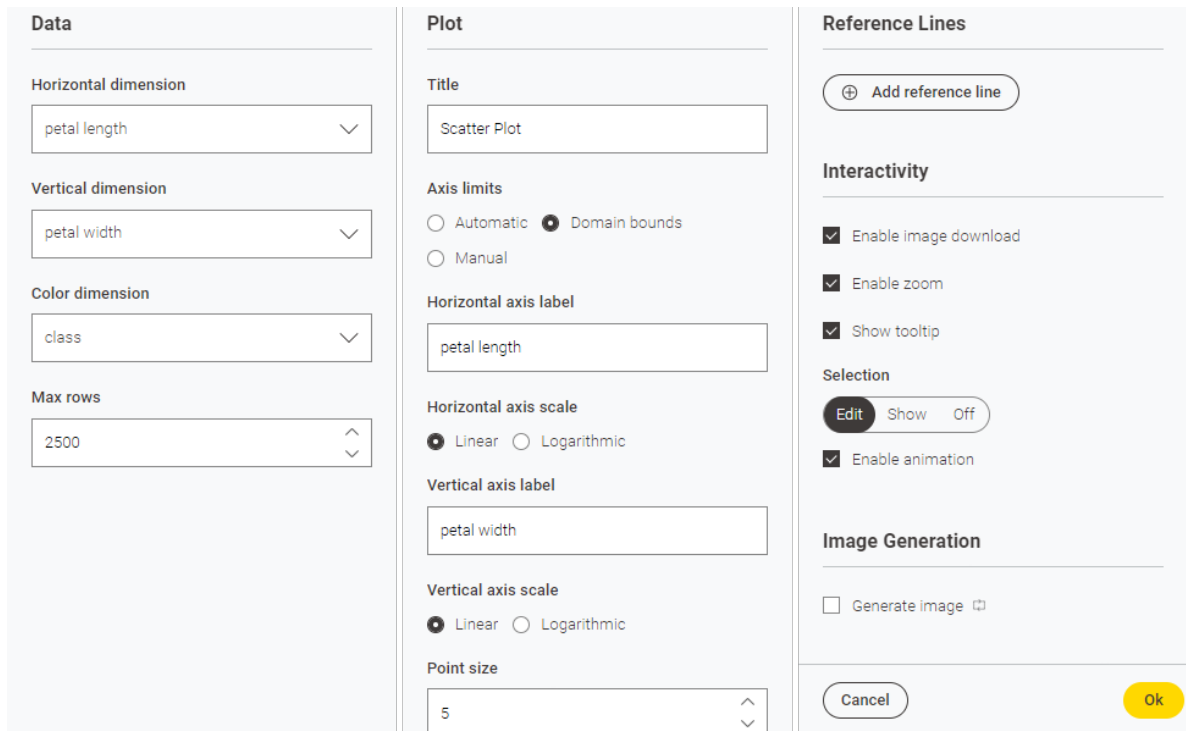 Data
Horizontal dimension
petal length
Vertical dimension
petal width
Color dimension
class
Max rows
2500
Plot
Title
Scatter Plot
Axis limits
Automatic Domain bounds
Manual
Horizontal axis label
petal length
Horizontal axis scale
Linear Logarithmic
Vertical axis label
petal width
Vertical axis scale
Linear Logarithmic
Point size
5
Reference Lines
Add reference line
Interactivity
Enable image download
Enable zoom
Show tooltip
Selection
Edit Show Off
Enable animation
Image Generation
Generate image
Cancel Ok